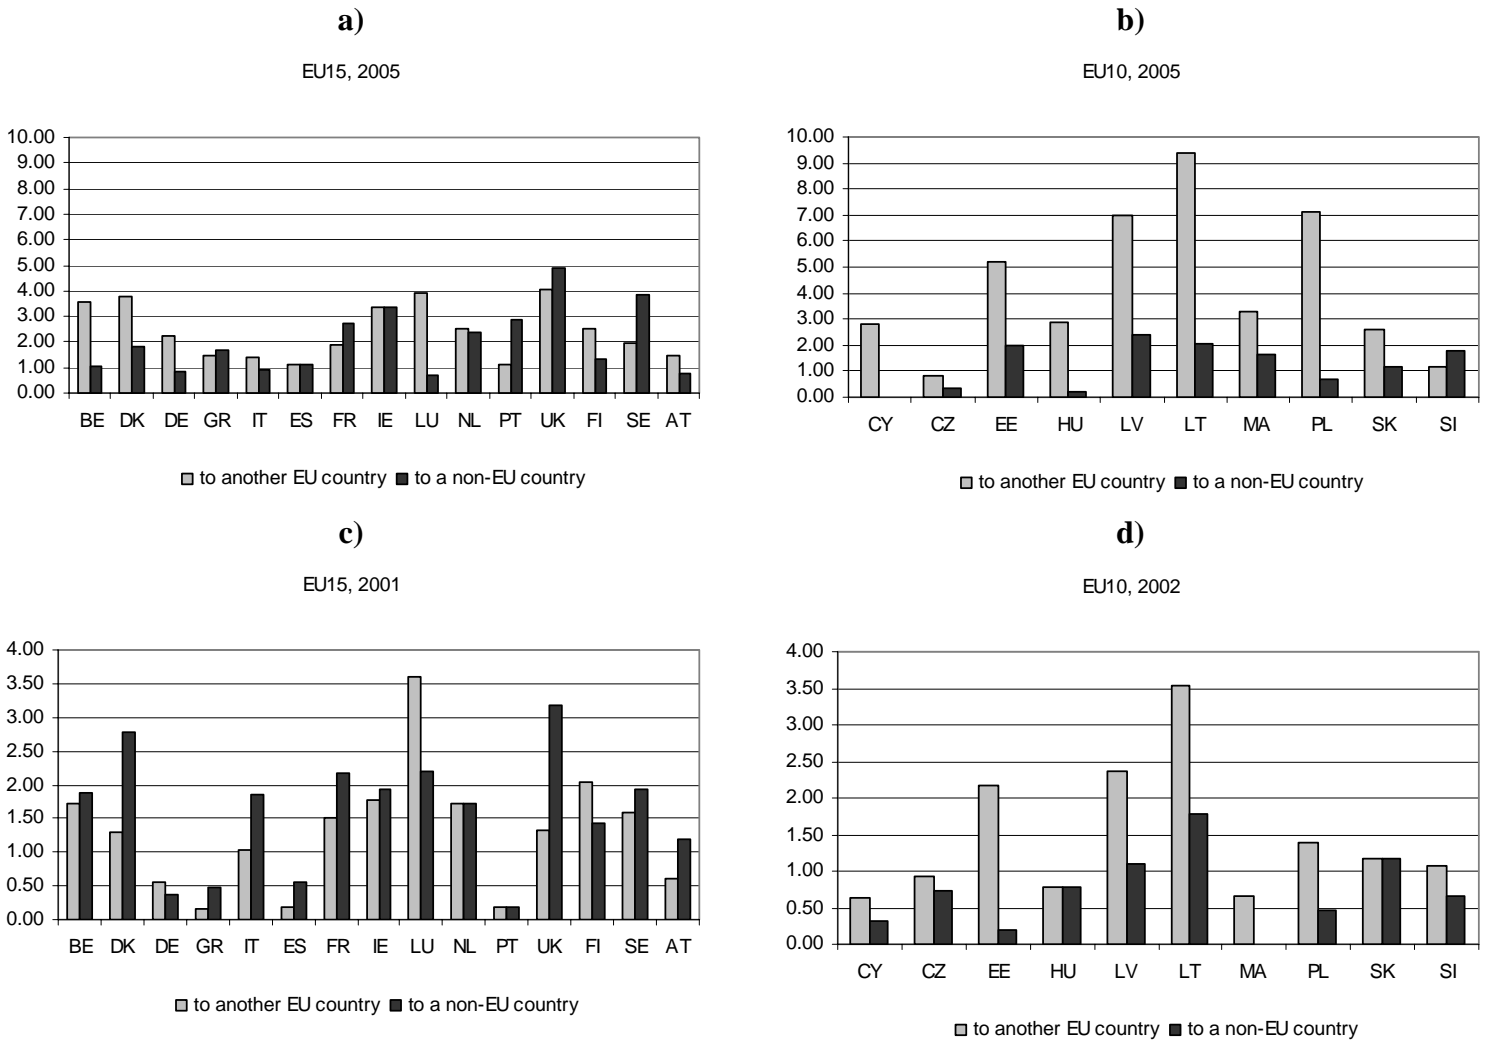 a)
EU15, 2005
10.00
9.00
8.00
7.00
6.00
5.00
4.00
3.00
2.00
1.00
0.00
BE DK DE GR IT ES FR IE LU NL PT UK FI SE AT
to another EU country to a non-EU country
b)
EU10, 2005
10.00
9.00
8.00
7.00
6.00
5.00
4.00
3.00
2.00
1.00
0.00
CY CZ EE HU LV LT MA PL SK SI
to another EU country to a non-EU country
c)
EU15, 2001
4.00
3.50
3.00
2.50
2.00
1.50
1.00
0.50
0.00
BE DK DE GR IT ES FR IE LU NL PT UK FI SE AT
to another EU country to a non-EU country
d)
EU10, 2002
4.00
3.50
3.00
2.50
2.00
1.50
1.00
0.50
0.00
CY CZ EE HU LV LT MA PL SK SI
to another EU country to a non-EU country